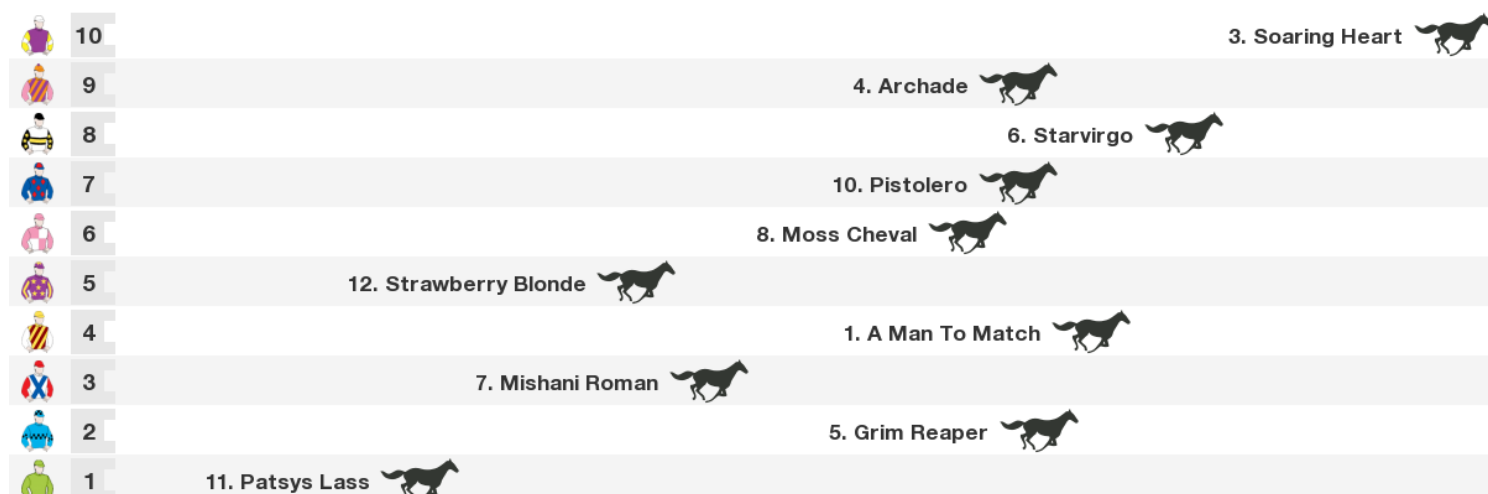 10 3. Soaring Heart
9 4. Archade
8 6. Starvirgo
7 10. Pistolero
6 8. Moss Cheval
5 12. Strawberry Blonde
4 1. A Man To Match
3 7. Mishani Roman
2 5. Grim Reaper
1 11. Patsys Lass